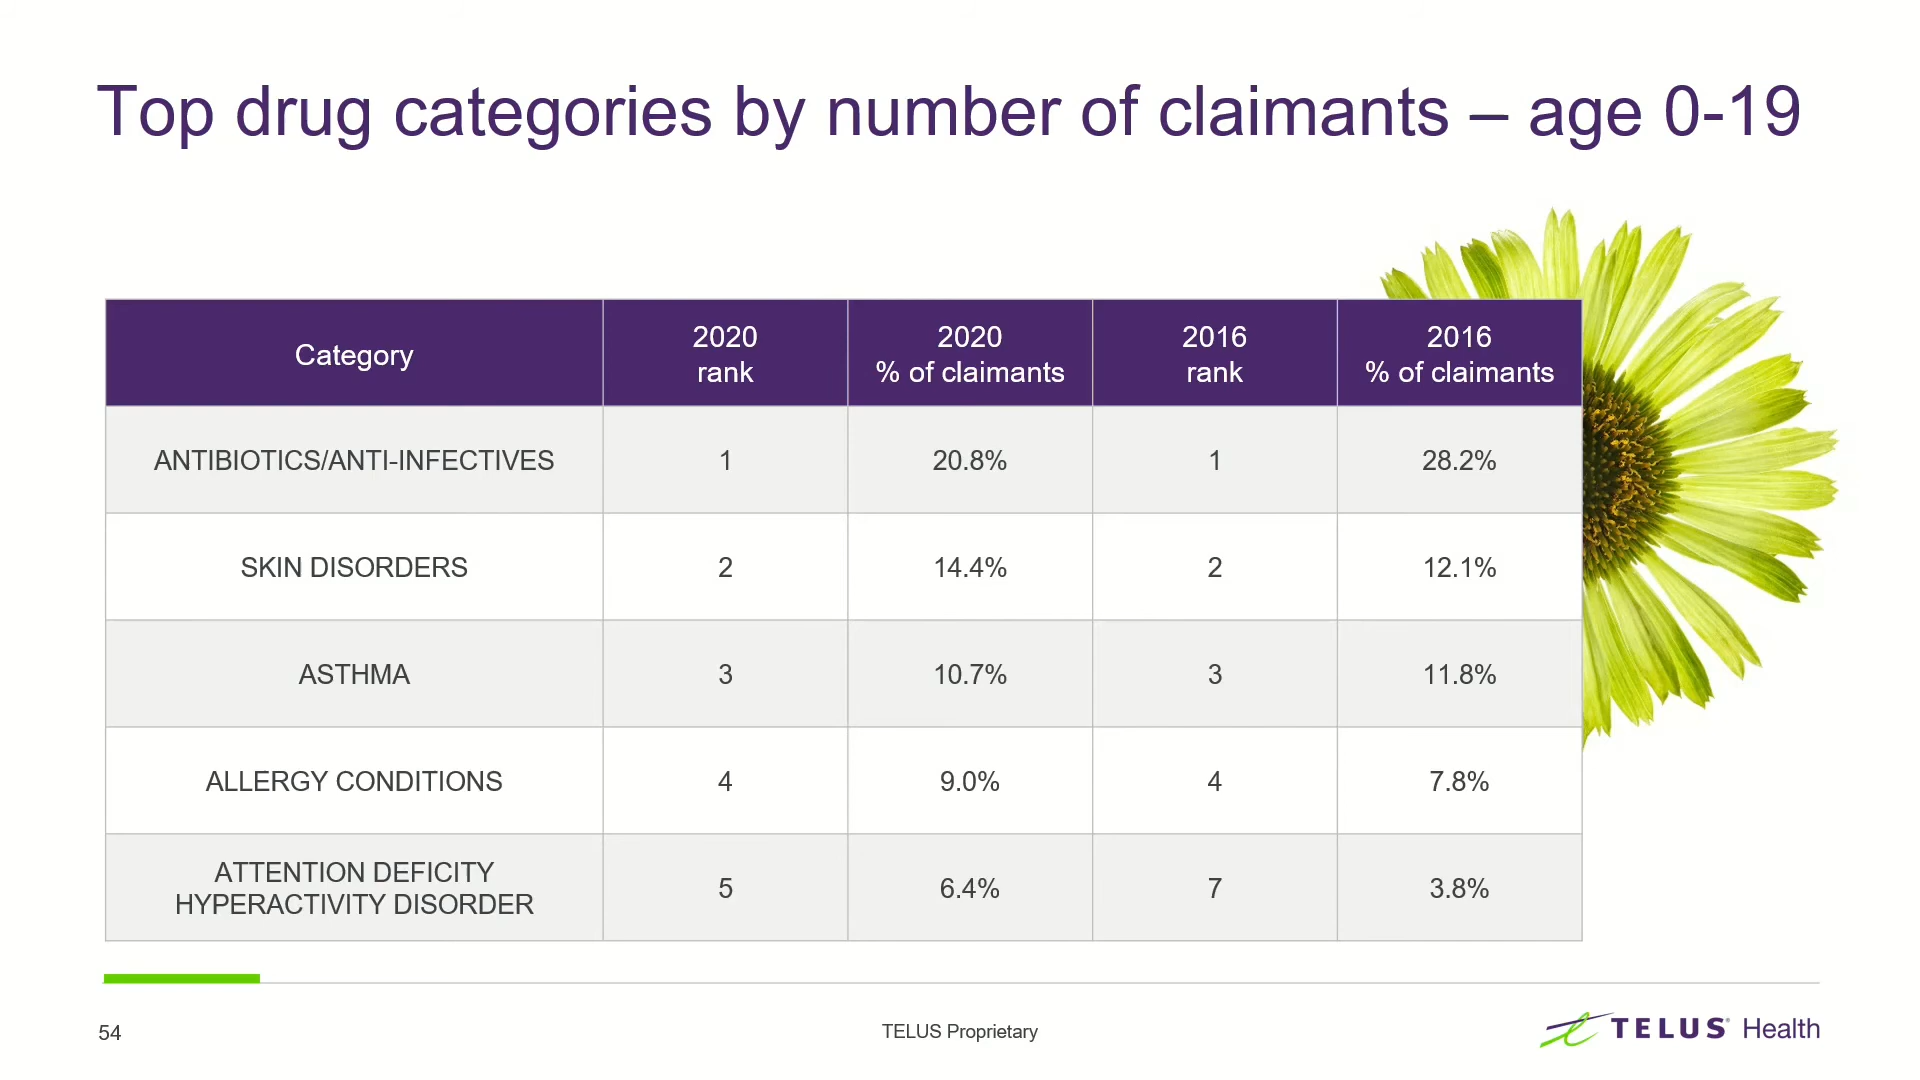 Top drug categories by number of claimants – age 0-19
Category
2020
rank
2020
% of claimants
2016
rank
2016
% of claimants
ANTIBIOTICS/ANTI-INFECTIVES 1 20.8% 1 28.2%
SKIN DISORDERS 2 14.4% 2 12.1%
ASTHMA 3 10.7% 3 11.8%
ALLERGY CONDITIONS 4 9.0% 4 7.8%
ATTENTION DEFICITY
HYPERACTIVITY DISORDER 5 6.4% 7 3.8%
54
TELUS Proprietary
TELUS® Health